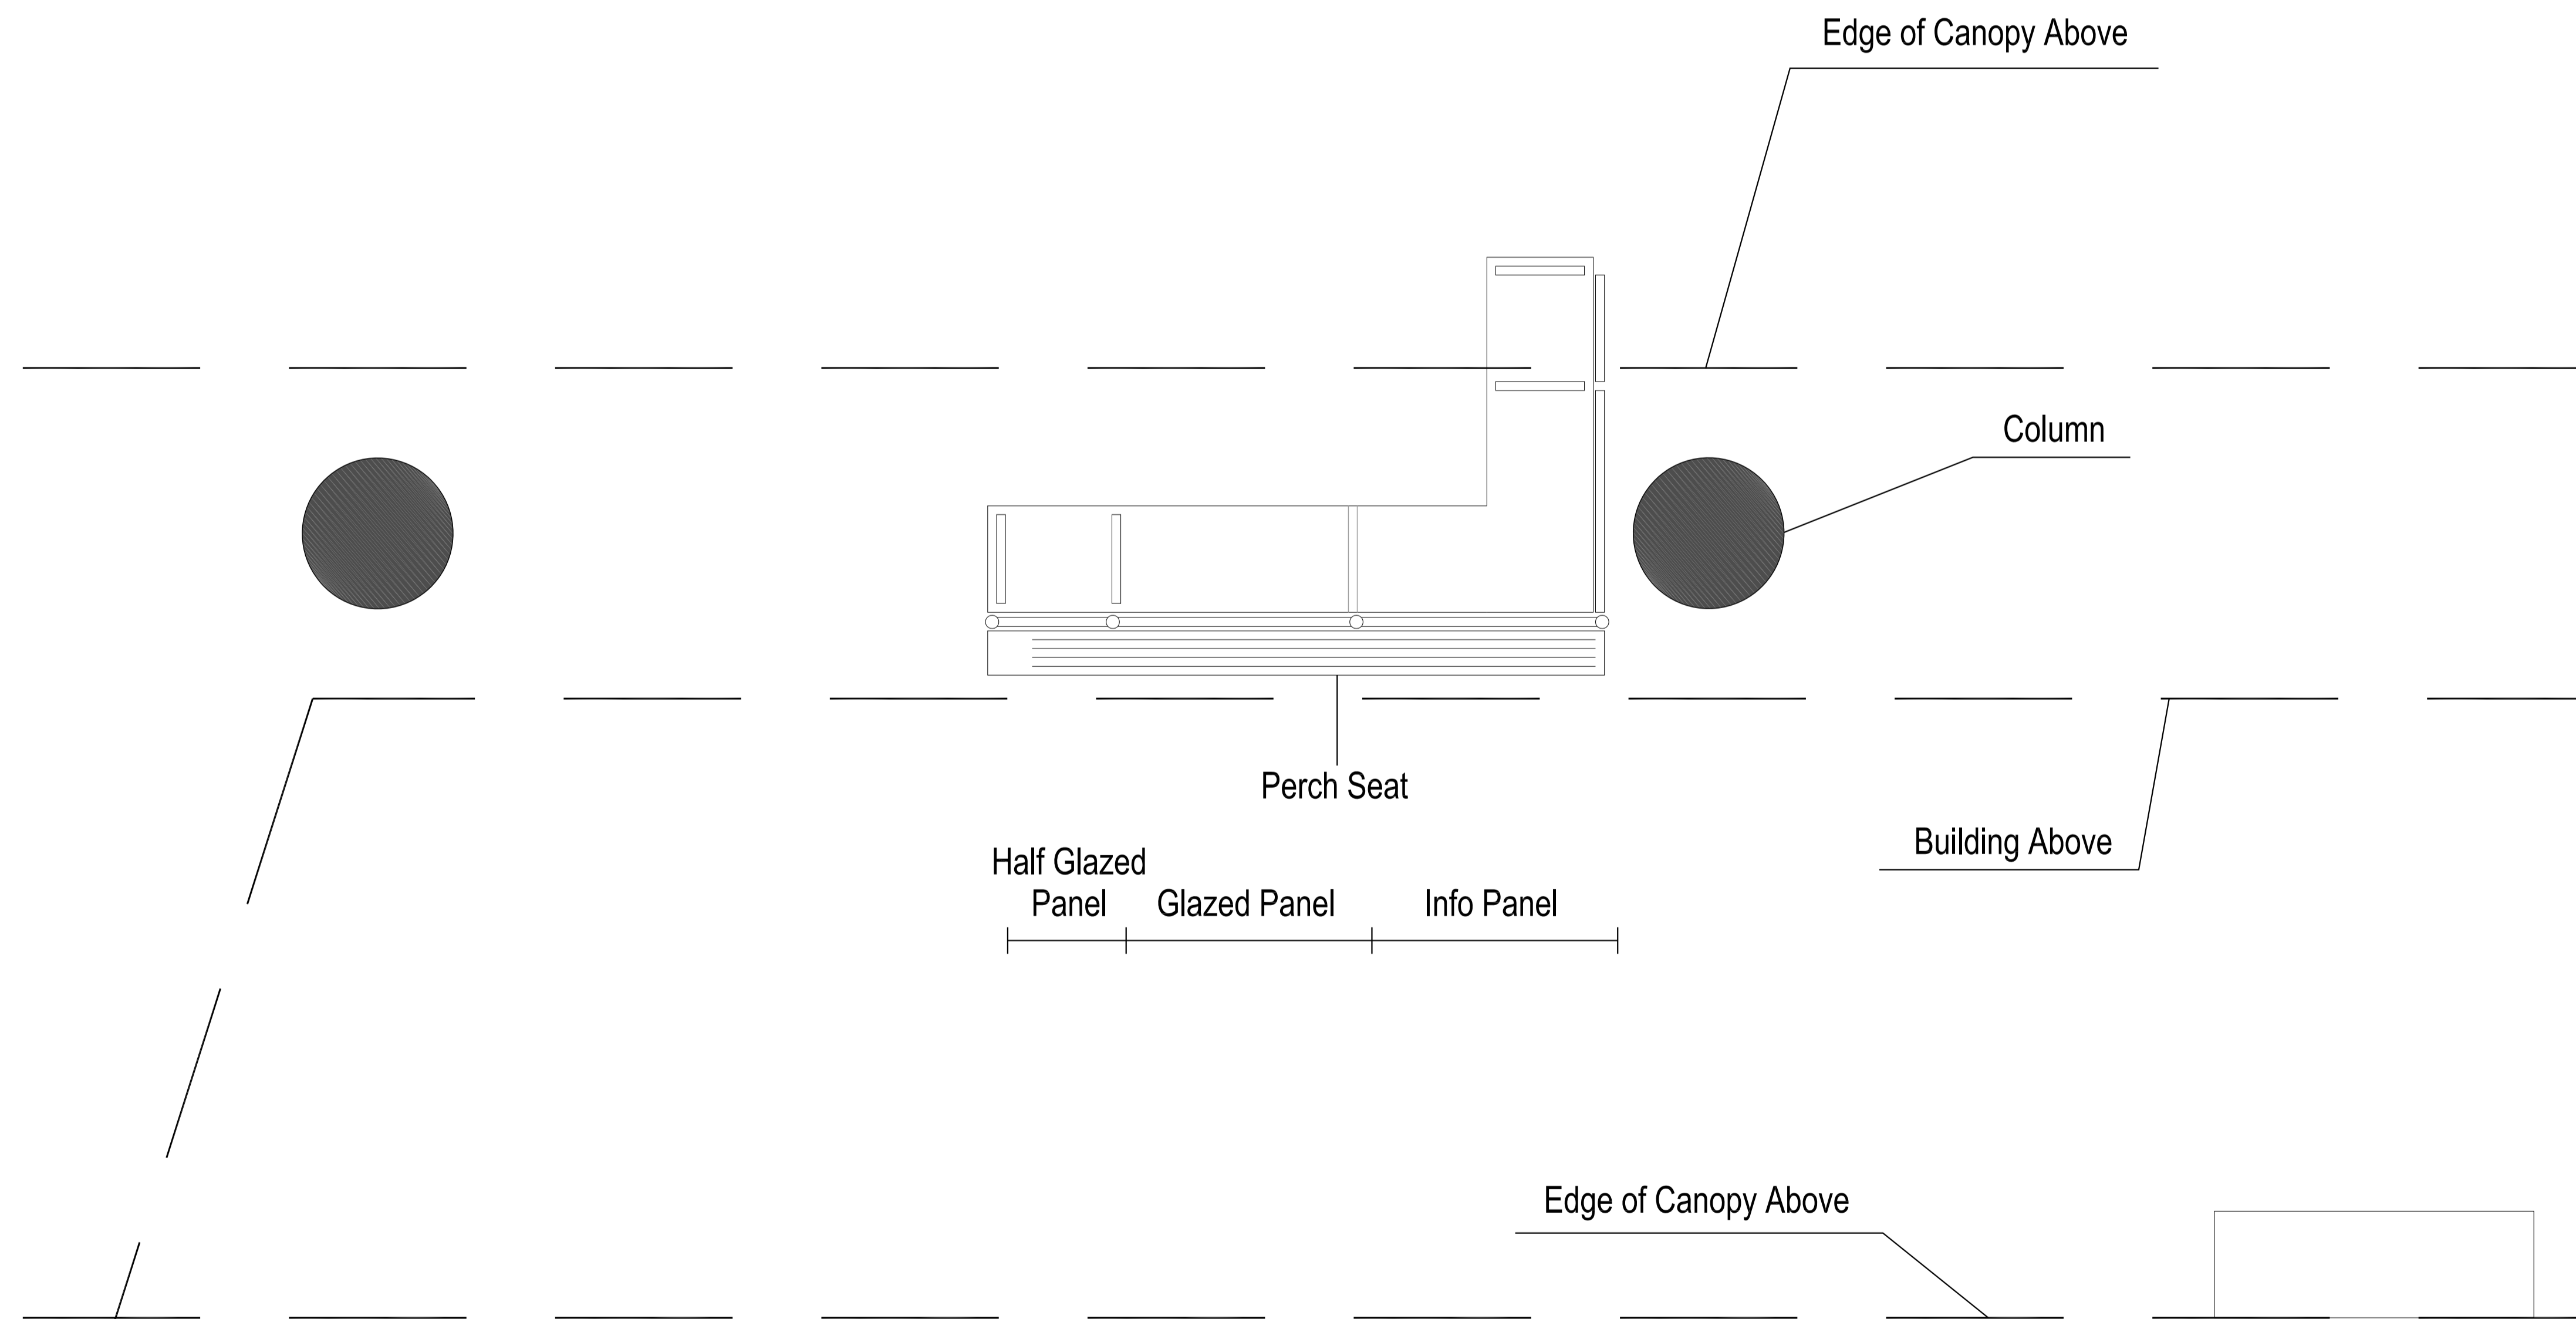 Edge of Canopy Above
Column
Perch Seat
Building Above
Half Glazed
Panel
Glazed Panel
Info Panel
Edge of Canopy Above